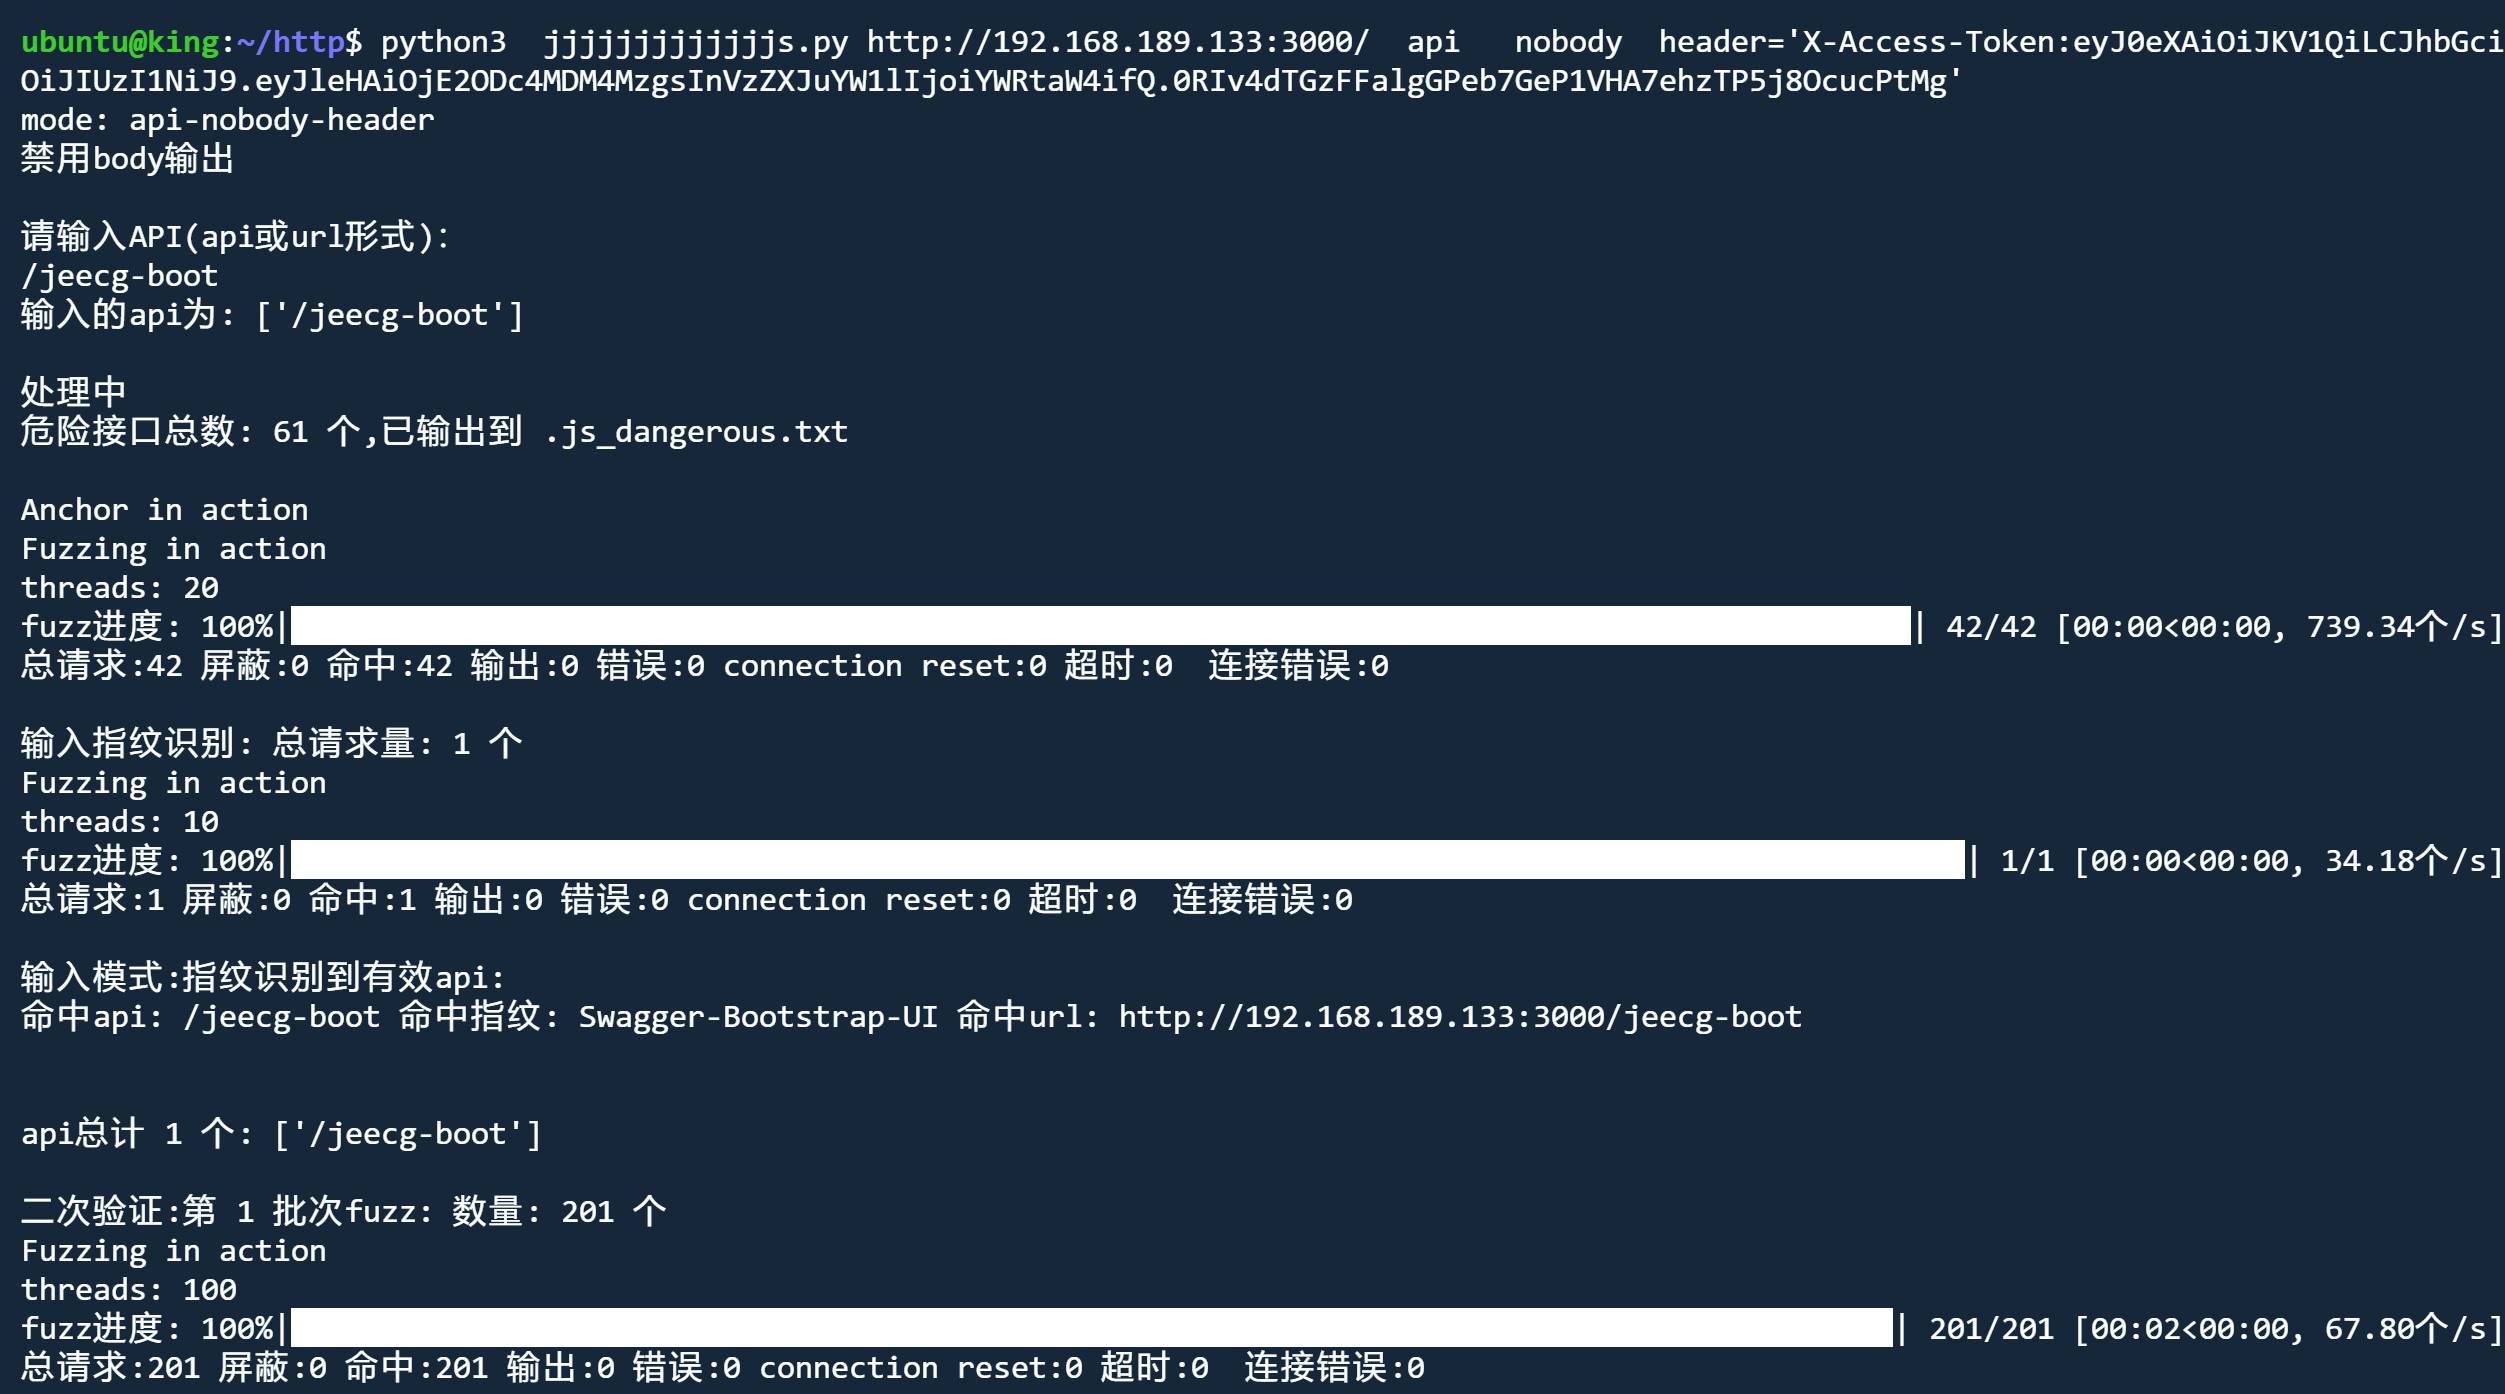 ubuntu@king:~/http$ python3  jjjjjjjjjjjjjs.py http://192.168.189.133:3000/  api   nobody  header='X-Access-Token:eyJ0eXAiOiJKV1QiLCJhbGci
OiJIUzI1NiJ9.eyJleHAiOjE2ODc4MDM4MzgsInVzZXJuYW1lIjoiYWRtaW4ifQ.0RIv4dTGzFFalgGPeb7GeP1VHA7ehzTP5j8OcucPtMg'
mode: api-nobody-header
禁用body输出
请输入API(api或url形式):
/jeecg-boot
输入的api为: ['/jeecg-boot']
处理中
危险接口总数: 61 个,已输出到 .js_dangerous.txt
Anchor in action
Fuzzing in action
threads: 20
fuzz进度: 100%| | 42/42 [00:00<00:00, 739.34个/s]
总请求:42 屏蔽:0 命中:42 输出:0 错误:0 connection reset:0 超时:0  连接错误:0
输入指纹识别: 总请求量: 1 个
Fuzzing in action
threads: 10
fuzz进度: 100%| | 1/1 [00:00<00:00, 34.18个/s]
总请求:1 屏蔽:0 命中:1 输出:0 错误:0 connection reset:0 超时:0  连接错误:0
输入模式:指纹识别到有效api:
命中api: /jeecg-boot 命中指纹: Swagger-Bootstrap-UI 命中url: http://192.168.189.133:3000/jeecg-boot
api总计 1 个: ['/jeecg-boot']
二次验证:第 1 批次fuzz: 数量: 201 个
Fuzzing in action
threads: 100
fuzz进度: 100%| | 201/201 [00:02<00:00, 67.80个/s]
总请求:201 屏蔽:0 命中:201 输出:0 错误:0 connection reset:0 超时:0  连接错误:0